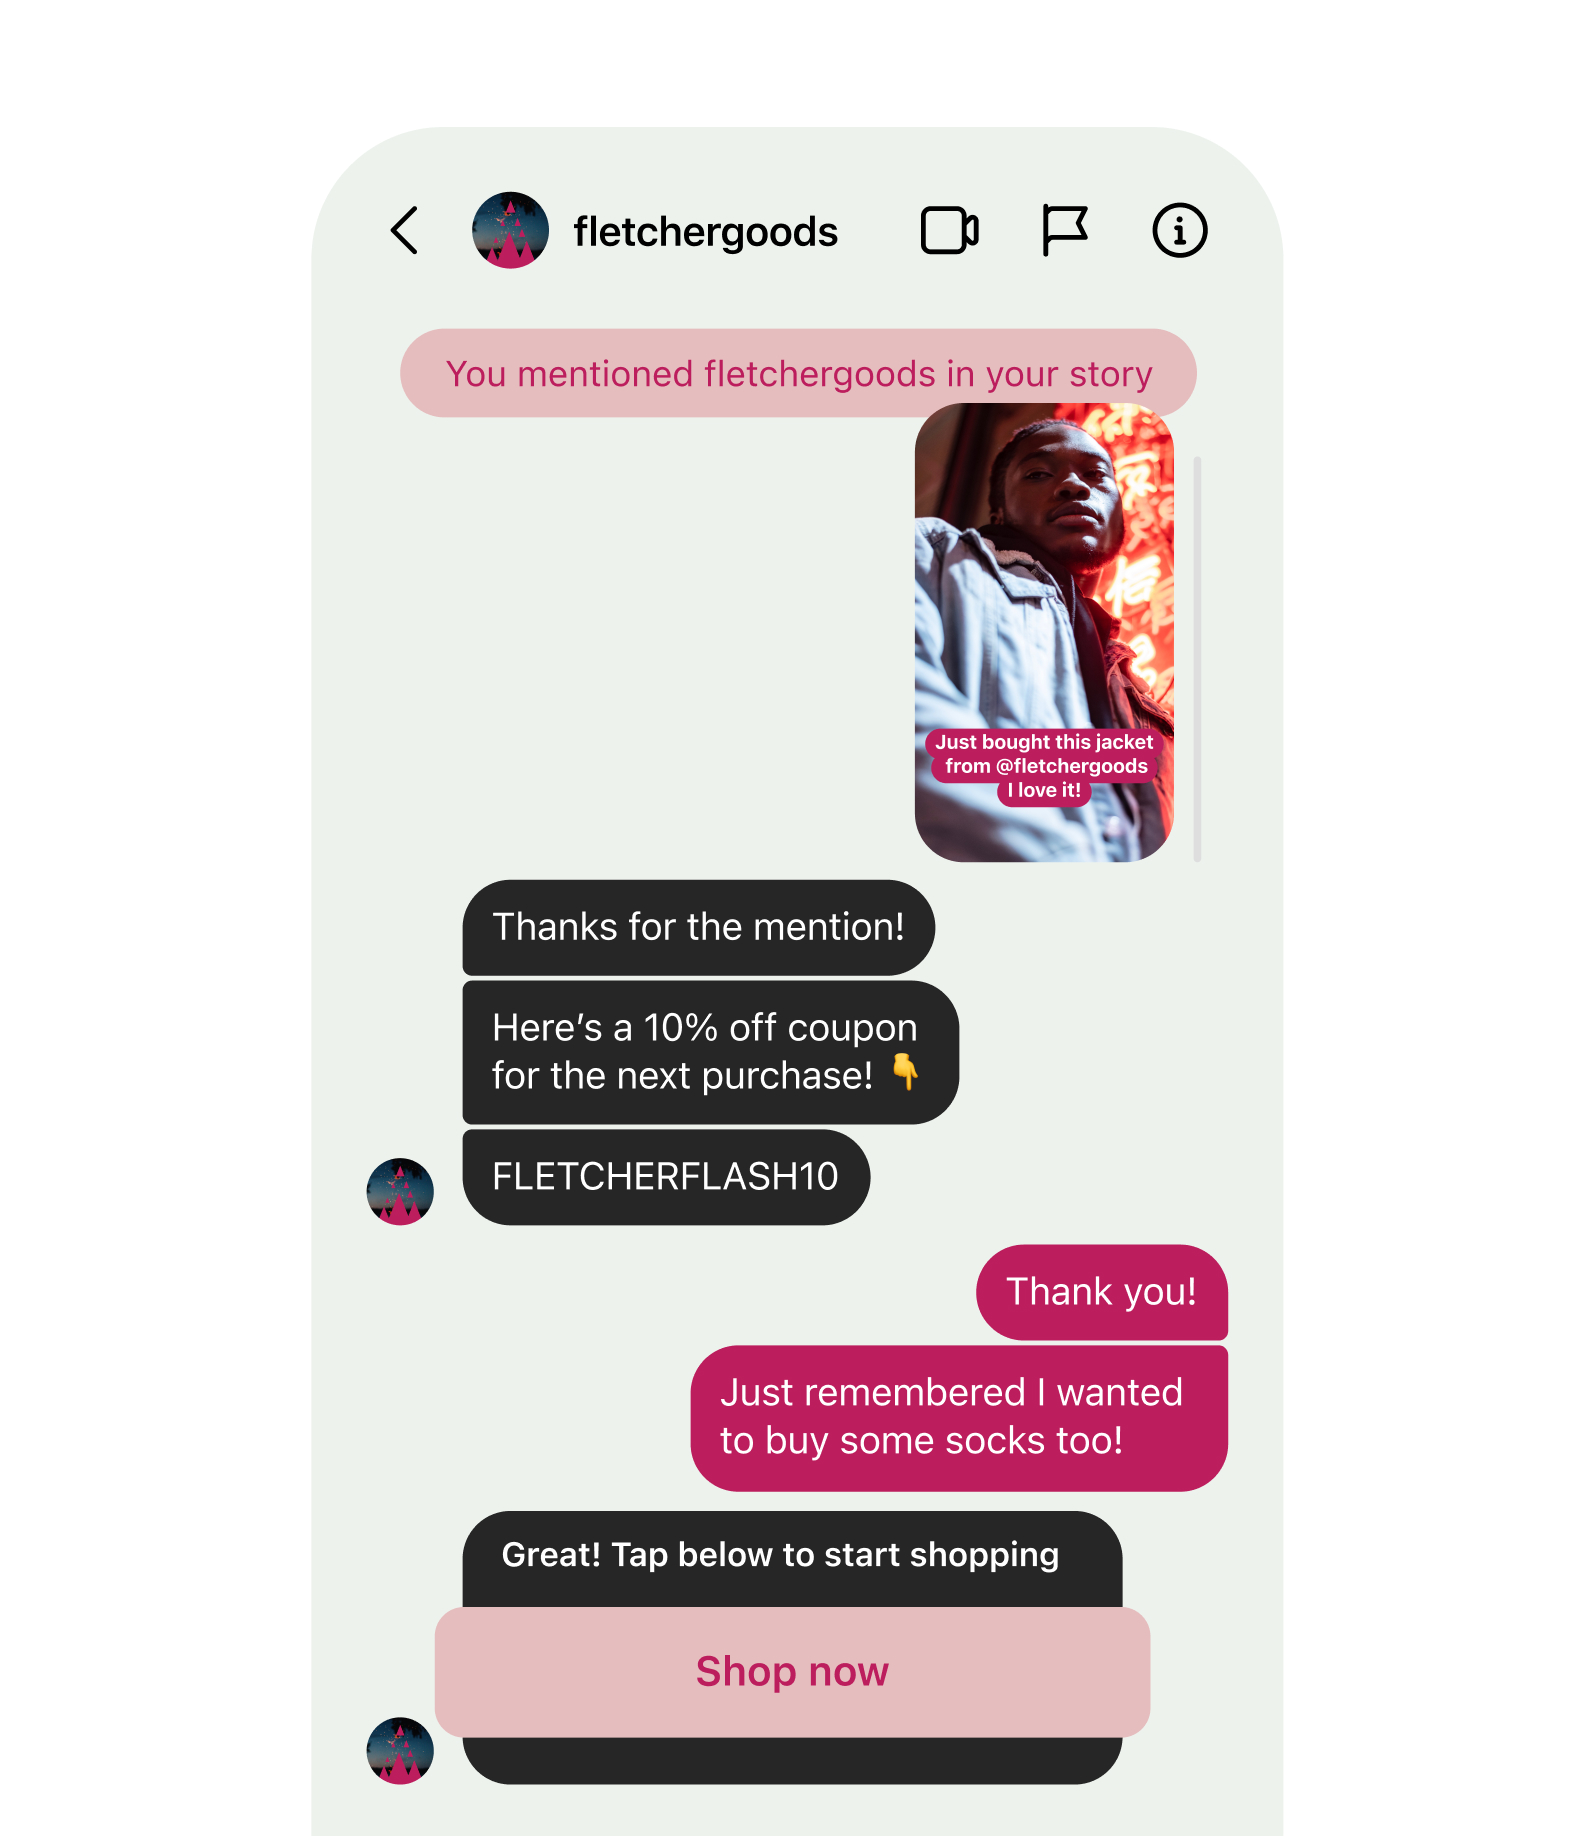 fletchergoods
You mentioned fletchergoods in your story
Just bought this jacket
from @fletchergoods
I love it!
Thanks for the mention!
Here’s a 10% off coupon
for the next purchase! 👇
FLETCHERFLASH10
Thank you!
Just remembered I wanted
to buy some socks too!
Great! Tap below to start shopping
Shop now